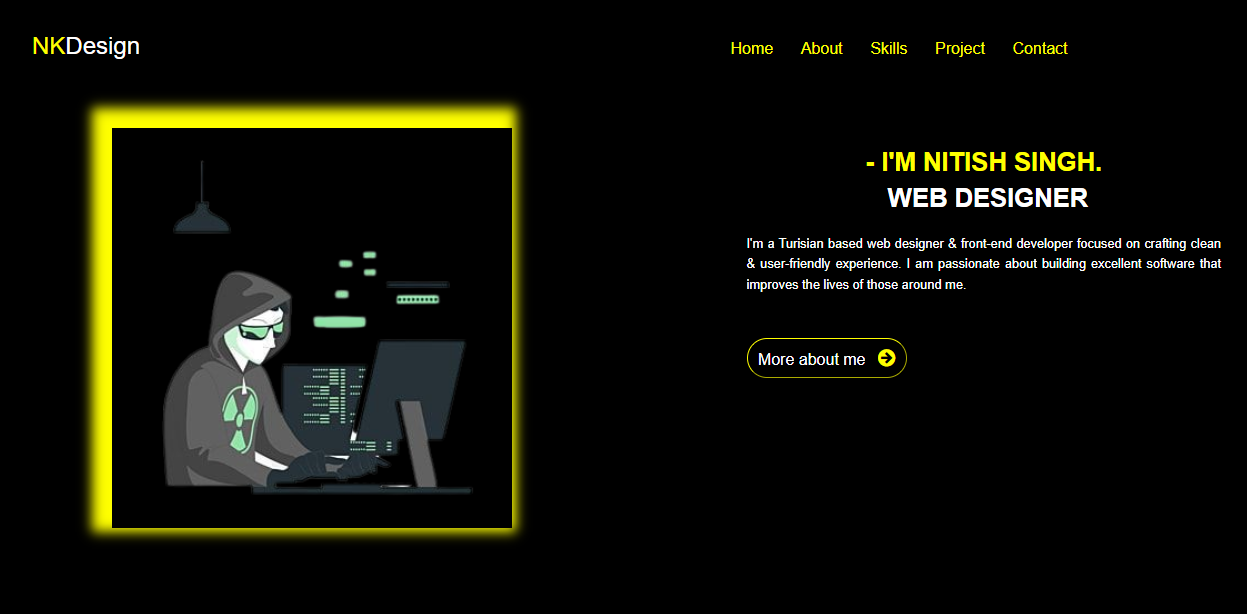 NKDesign
Home About Skills Project Contact
- I'M NITISH SINGH.
WEB DESIGNER
I'm a Turisian based web designer & front-end developer focused on crafting clean
& user-friendly experience. I am passionate about building excellent software that
improves the lives of those around me.
More about me